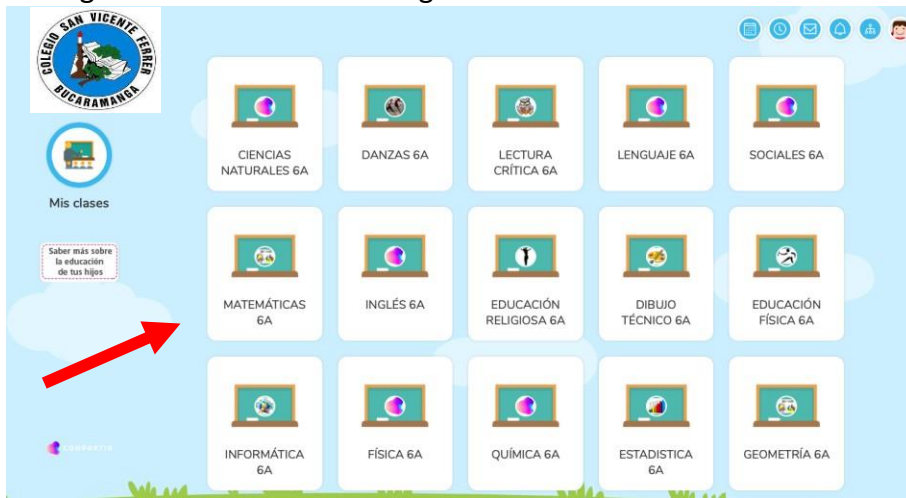 COLEGIO SAN VICENTE FERRER
BUCARAMANGA
Mis clases
Saber más sobre
la educación
de tus hijos
CIENCIAS
NATURALES 6A
DANZAS 6A
LECTURA
CRÍTICA 6A
LENGUAJE 6A
SOCIALES 6A
MATEMÁTICAS
6A
INGLÉS 6A
EDUCACIÓN
RELIGIOSA 6A
DIBUJO
TÉCNICO 6A
EDUCACIÓN
FÍSICA 6A
INFORMÁTICA
6A
FÍSICA 6A
QUÍMICA 6A
ESTADISTICA
6A
GEOMETRÍA 6A